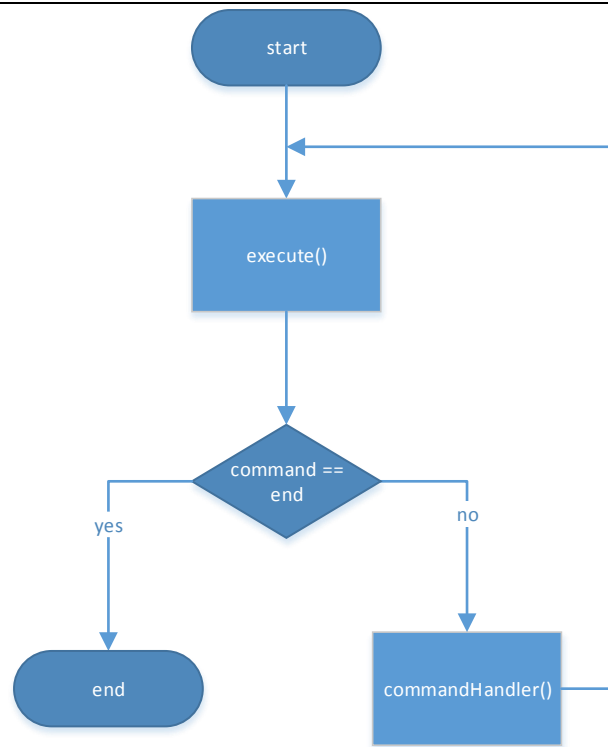 start
execute()
command ==
end
yes
no
end
commandHandler()